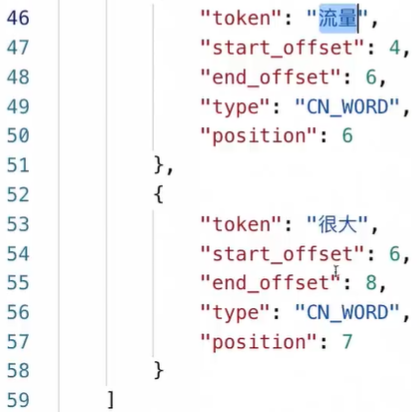 46 "token": "流量",
47 "start_offset": 4,
48 "end_offset": 6,
49 "type": "CN_WORD",
50 "position": 6
51 },
52 {
53 "token": "很大",
54 "start_offset": 6,
55 "end_offset": 8,
56 "type": "CN_WORD",
57 "position": 7
58 }
59 ]